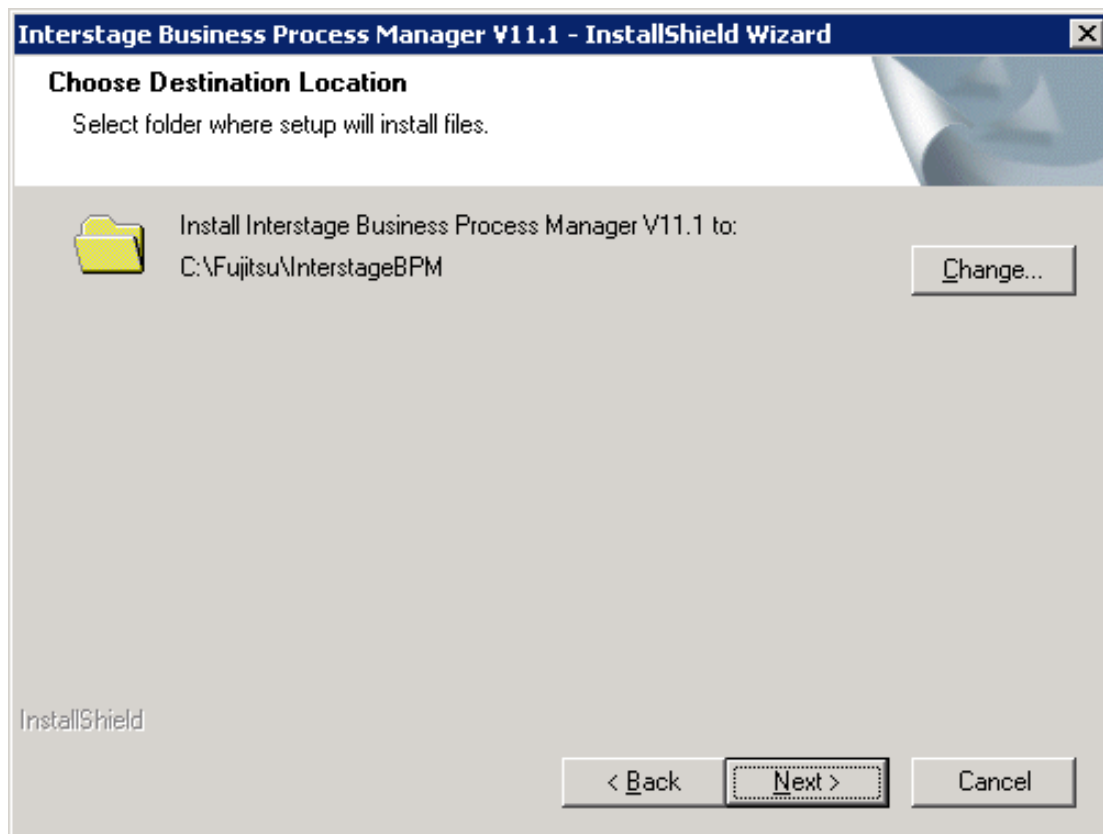 Interstage Business Process Manager V11.1 - InstallShield Wizard
Choose Destination Location
Select folder where setup will install files.
Install Interstage Business Process Manager V11.1 to:
C:\Fujitsu\InterstageBPM
Change...
InstallShield
< Back
Next >
Cancel